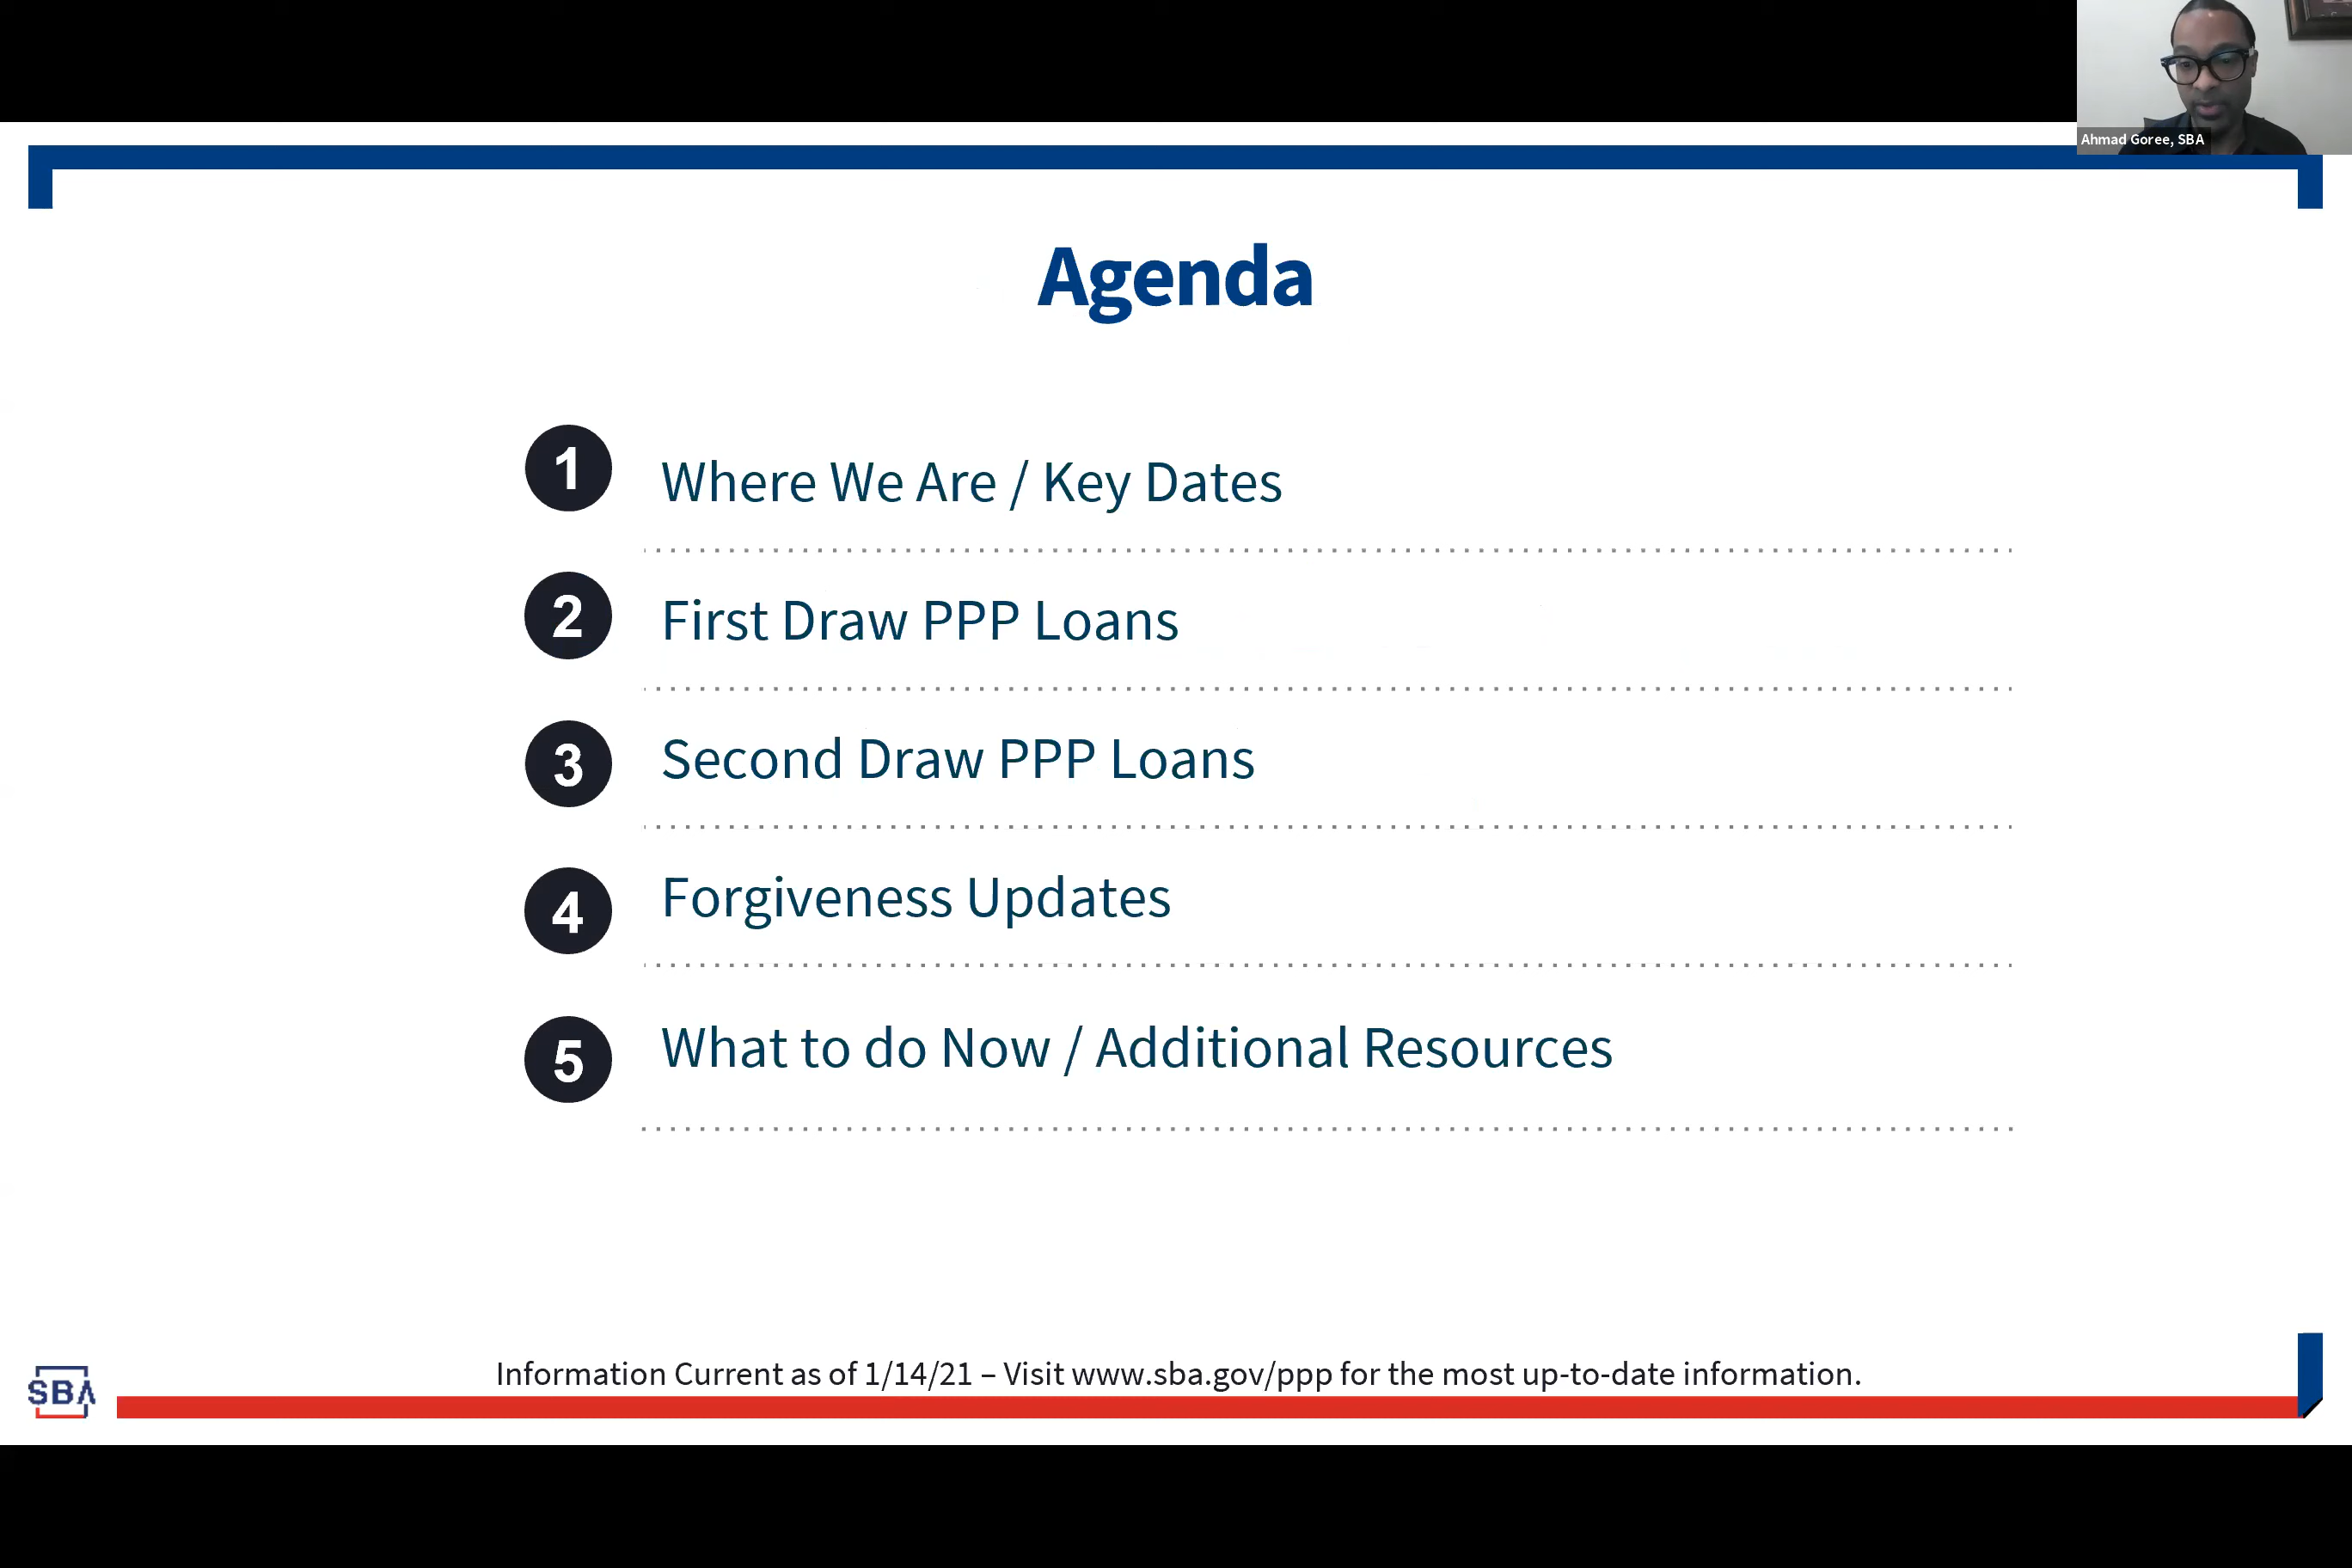 Ahmad Goree, SBA
Agenda
1 Where We Are / Key Dates
2 First Draw PPP Loans
3 Second Draw PPP Loans
4 Forgiveness Updates
5 What to do Now / Additional Resources
Information Current as of 1/14/21 – Visit www.sba.gov/ppp for the most up-to-date information.
SBA